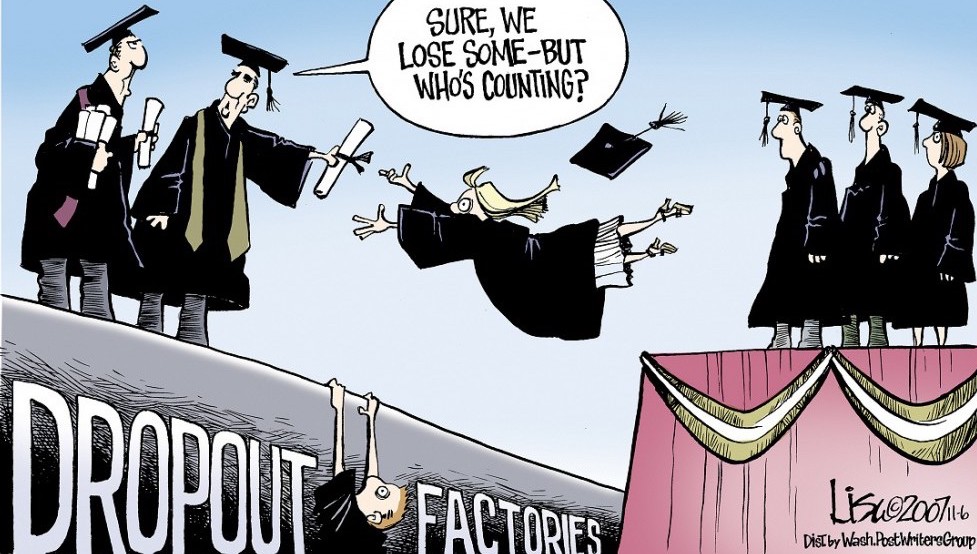 SURE, WE
LOSE SOME-BUT
WHO'S COUNTING?
DROPOUT
FACTORIES
Lisa©2007 11-6
Dist by Wash. Post Writers Group